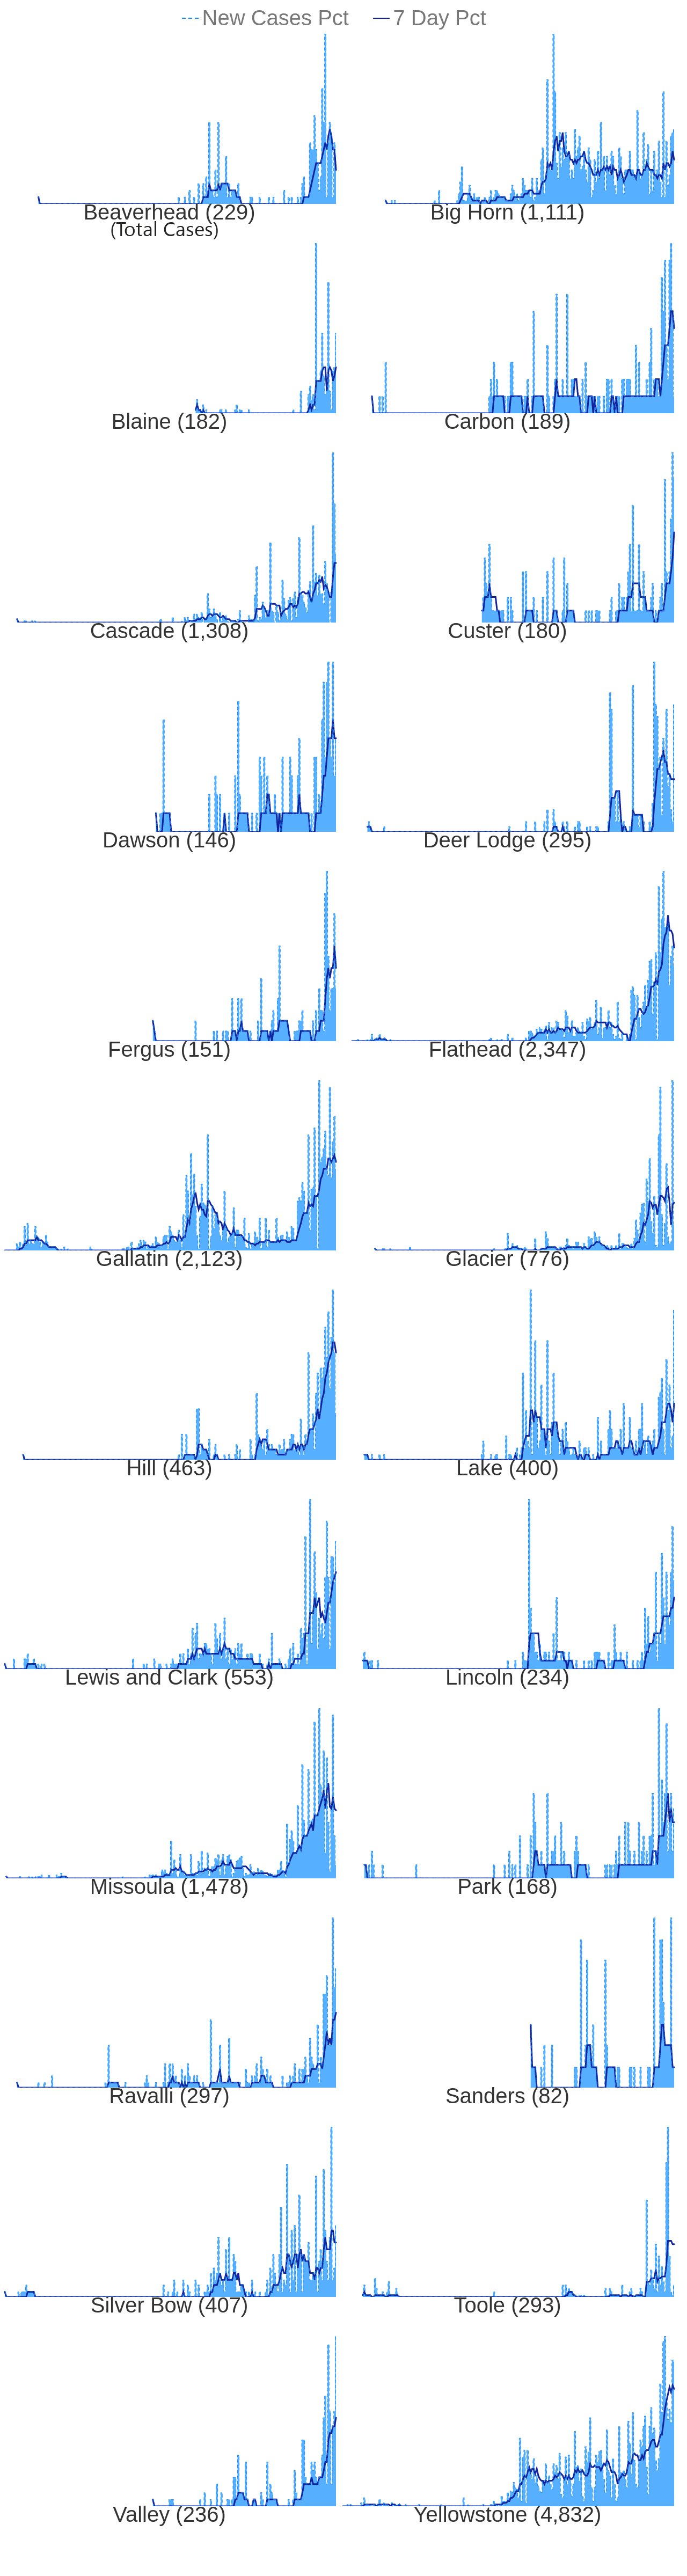 New Cases Pct 7 Day Pct
Beaverhead (229) Big Horn (1,111)
(Total Cases)
Blaine (182) Carbon (189)
Cascade (1,308) Custer (180)
Dawson (146) Deer Lodge (295)
Fergus (151) Flathead (2,347)
Gallatin (2,123) Glacier (776)
Hill (463) Lake (400)
Lewis and Clark (553) Lincoln (234)
Missoula (1,478) Park (168)
Ravalli (297) Sanders (82)
Silver Bow (407) Toole (293)
Valley (236) Yellowstone (4,832)